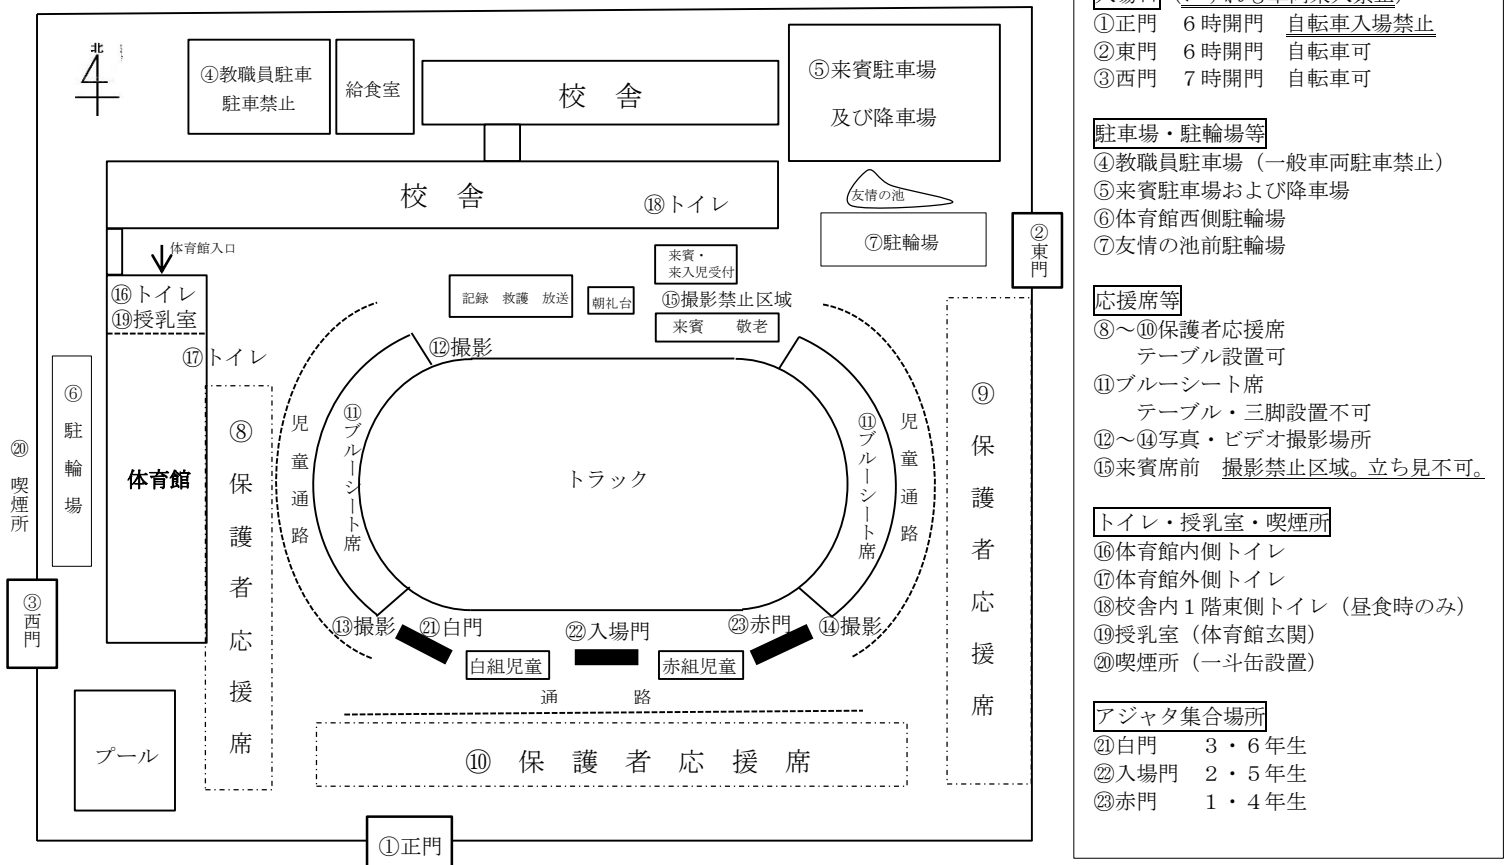 北
④教職員駐車
駐車禁止
給食室
校　舎
⑤来賓駐車場
及び降車場
校　舎
⑱トイレ
友情の池
⑦駐輪場
②東門
体育館入口
⑯トイレ
⑲授乳室
⑰トイレ
記録　救護　放送
朝礼台
来賓・
来入児受付
⑮撮影禁止区域
来賓　敬老
⑫撮影
⑥駐輪場
⑳喫煙所
体育館
⑧保護者応援席
児童通路
⑪ブルーシート席
トラック
⑪ブルーシート席
児童通路
⑨保護者応援席
③西門
⑬撮影
㉑白門
㉒入場門
㉓赤門
⑭撮影
白組児童
赤組児童
通　路
プール
⑩保護者応援席
①正門
①正門　６時開門　自転車入場禁止
②東門　６時開門　自転車可
③西門　７時開門　自転車可
駐車場・駐輪場等
④教職員駐車場（一般車両駐車禁止）
⑤来賓駐車場および降車場
⑥体育館西側駐輪場
⑦友情の池前駐輪場
応援席等
⑧～⑩保護者応援席
テーブル設置可
⑪ブルーシート席
テーブル・三脚設置不可
⑫～⑭写真・ビデオ撮影場所
⑮来賓席前　撮影禁止区域。立ち見不可。
トイレ・授乳室・喫煙所
⑯体育館内側トイレ
⑰体育館外側トイレ
⑱校舎内１階東側トイレ（昼食時のみ）
⑲授乳室（体育館玄関）
⑳喫煙所（一斗缶設置）
アジャタ集合場所
㉑白門　３・６年生
㉒入場門　２・５年生
㉓赤門　１・４年生